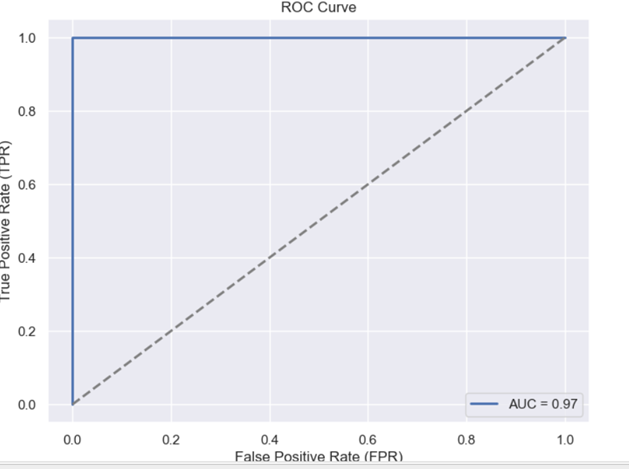 ROC Curve
1.0
0.8
0.6
0.4
0.2
0.0
True Positive Rate (TPR)
AUC = 0.97
0.0 0.2 0.4 0.6 0.8 1.0
False Positive Rate (FPR)